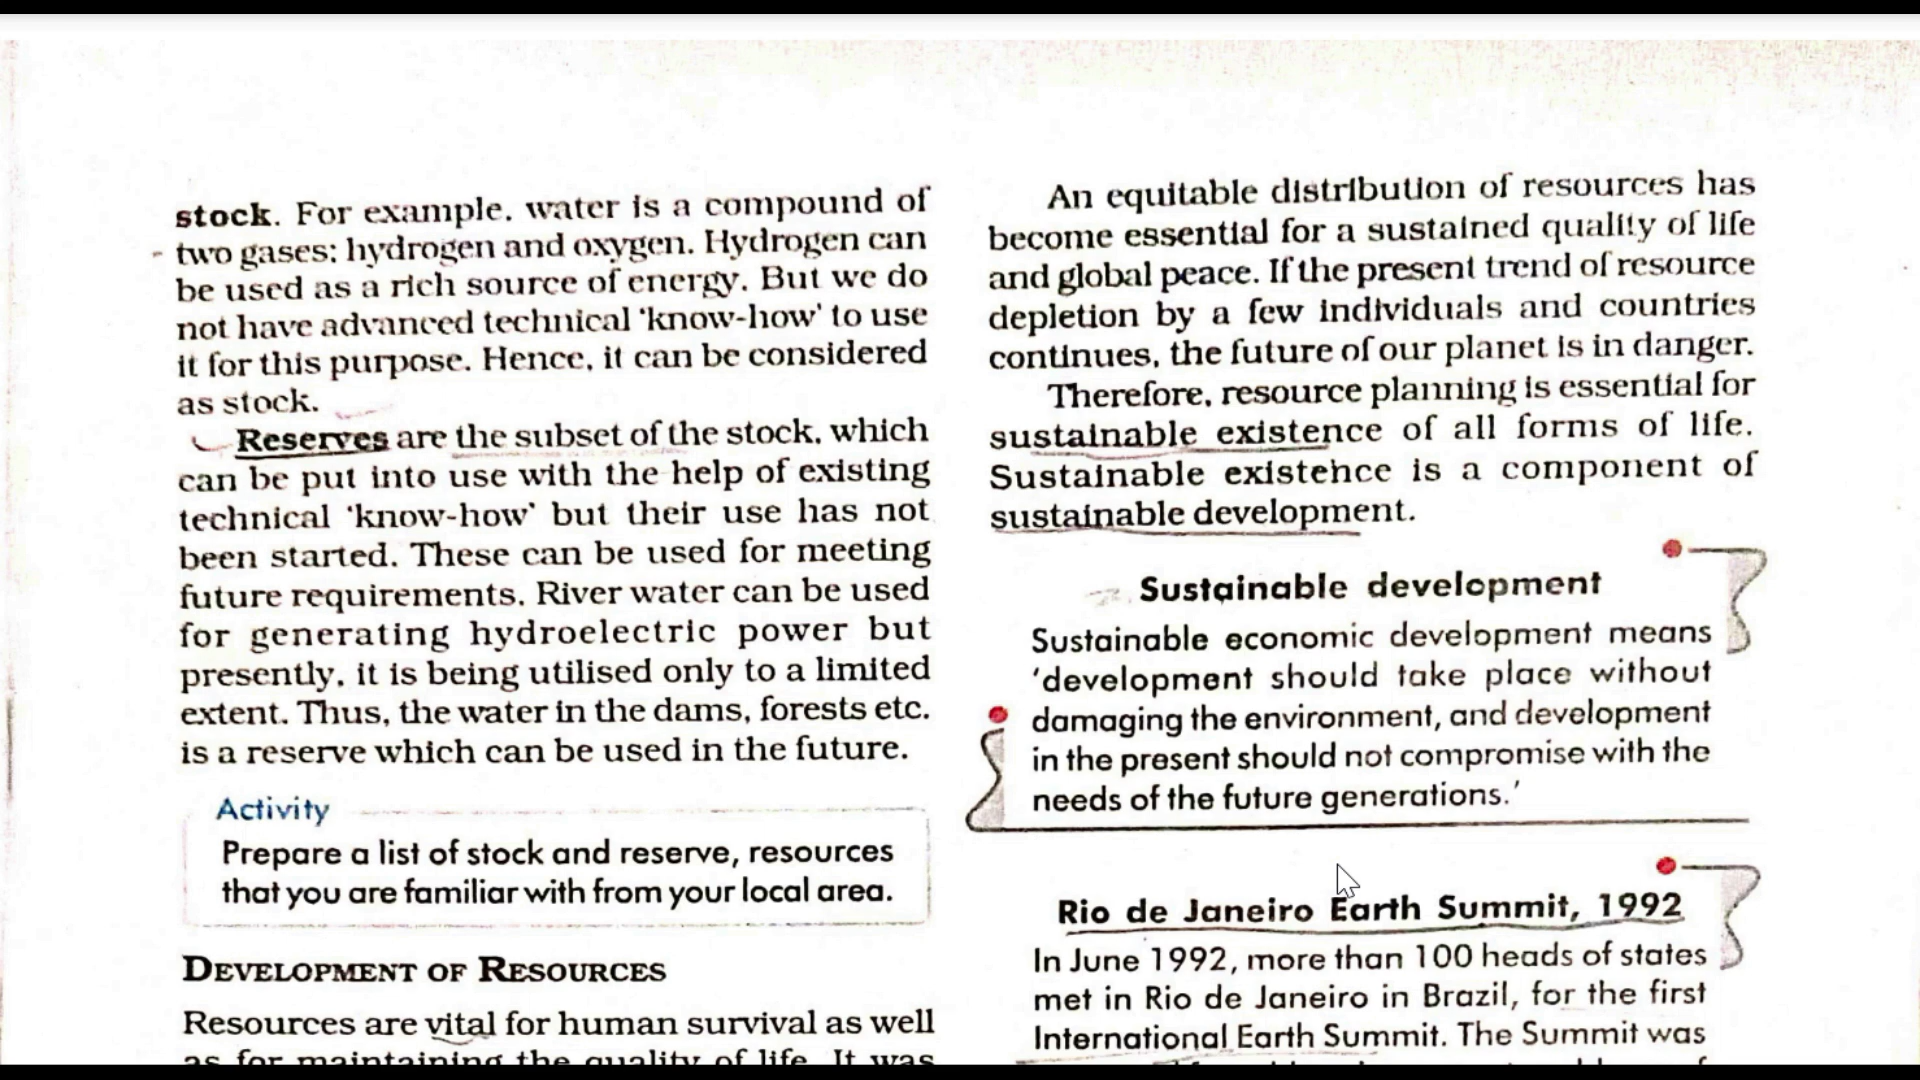 stock. For example, water is a compound of
two gases; hydrogen and oxygen. Hydrogen can
be used as a rich source of energy. But we do
not have advanced technical ‘know-how’ to use
it for this purpose. Hence, it can be considered
as stock.
Reserves are the subset of the stock, which
can be put into use with the help of existing
technical ‘know-how’ but their use has not
been started. These can be used for meeting
future requirements. River water can be used
for generating hydroelectric power but
presently, it is being utilised only to a limited
extent. Thus, the water in the dams, forests etc.
is a reserve which can be used in the future.
Activity
Prepare a list of stock and reserve, resources
that you are familiar with from your local area.
DEVELOPMENT OF RESOURCES
Resources are vital for human survival as well
as for maintaining the quality of life. It was
An equitable distribution of resources has
become essential for a sustained quality of life
and global peace. If the present trend of resource
depletion by a few individuals and countries
continues, the future of our planet is in danger.
Therefore, resource planning is essential for
sustainable existence of all forms of life.
Sustainable existence is a component of
sustainable development.
Sustainable development
Sustainable economic development means
‘development should take place without
damaging the environment, and development
in the present should not compromise with the
needs of the future generations.’
Rio de Janeiro Earth Summit, 1992
In June 1992, more than 100 heads of states
met in Rio de Janeiro in Brazil, for the first
International Earth Summit. The Summit was